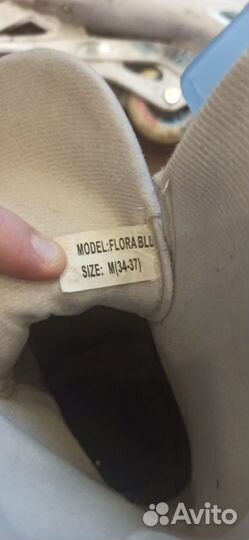 MODEL:FLORA BLU
SIZE: M(34-37)
Avito